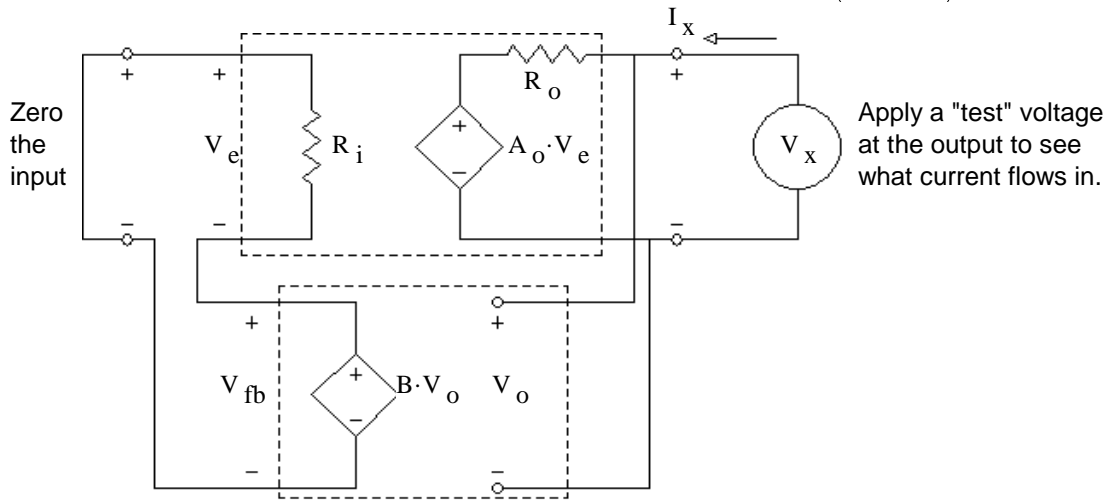 I x
+ + +
R o
Zero
the
input
V e
R i
+
−
A o · V e
V x
Apply a "test" voltage
at the output to see
what current flows in.
− − −
+ +
V fb
+
−
B · V o
V o
− −